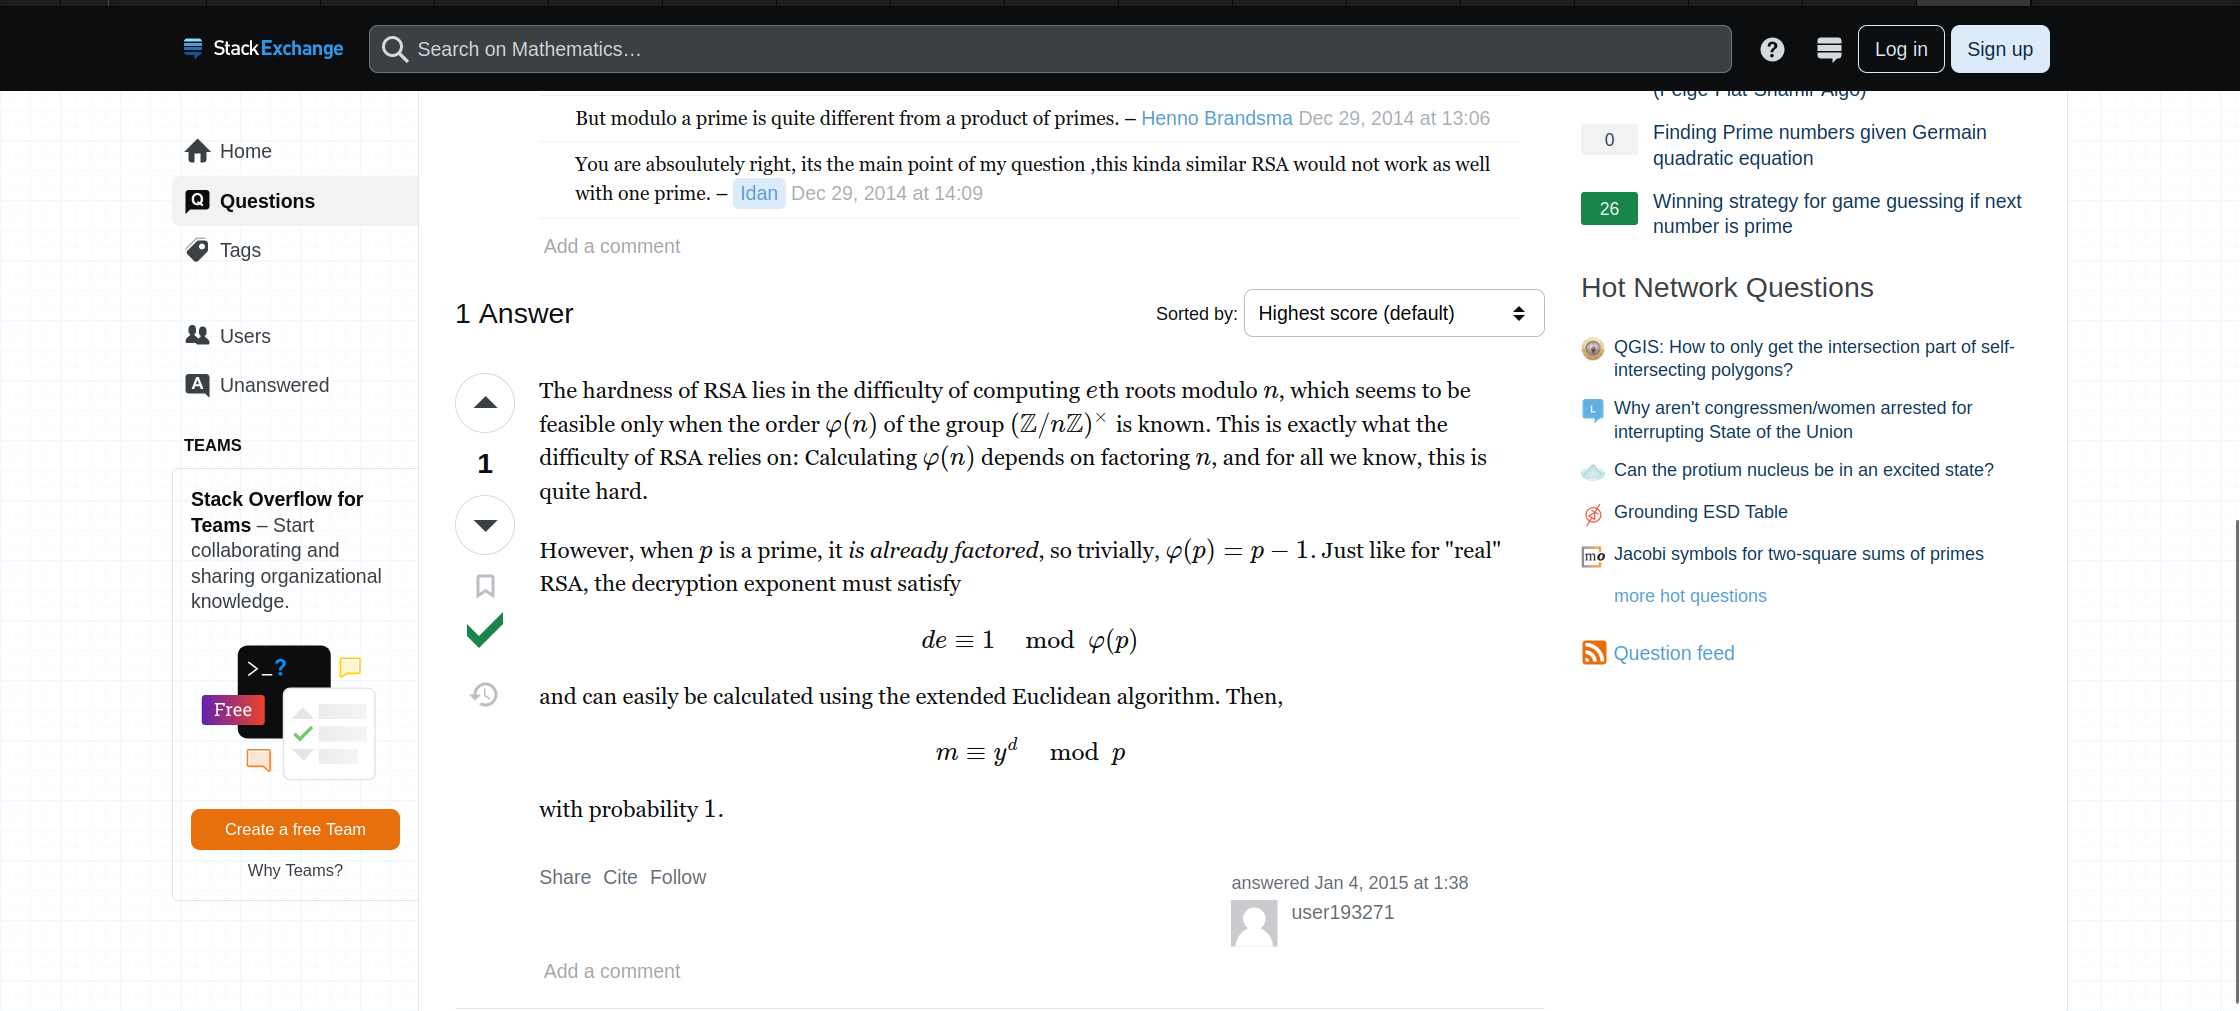 StackExchange
Search on Mathematics…
Log in
Sign up
Home
Questions
Tags
Users
Unanswered
TEAMS
Stack Overflow for
Teams – Start
collaborating and
sharing organizational
knowledge.
>_?
Free
Create a free Team
Why Teams?
But modulo a prime is quite different from a product of primes. – Henno Brandsma Dec 29, 2014 at 13:06
You are absoulutely right, its the main point of my question ,this kinda similar RSA would not work as well
with one prime. – Idan Dec 29, 2014 at 14:09
Add a comment
1 Answer
Sorted by:
Highest score (default)
1
The hardness of RSA lies in the difficulty of computing eth roots modulo n, which seems to be
feasible only when the order φ(n) of the group (ℤ/nℤ)^× is known. This is exactly what the
difficulty of RSA relies on: Calculating φ(n) depends on factoring n, and for all we know, this is
quite hard.
However, when p is a prime, it is already factored, so trivially, φ(p) = p − 1. Just like for "real"
RSA, the decryption exponent must satisfy
de ≡ 1 mod φ(p)
and can easily be calculated using the extended Euclidean algorithm. Then,
m ≡ y^d mod p
with probability 1.
Share Cite Follow
answered Jan 4, 2015 at 1:38
user193271
Add a comment
(Feige-Fiat-Shamir Algo)
0
Finding Prime numbers given Germain
quadratic equation
26
Winning strategy for game guessing if next
number is prime
Hot Network Questions
QGIS: How to only get the intersection part of self-
intersecting polygons?
L
Why aren't congressmen/women arrested for
interrupting State of the Union
Can the protium nucleus be in an excited state?
Grounding ESD Table
mo
Jacobi symbols for two-square sums of primes
more hot questions
Question feed